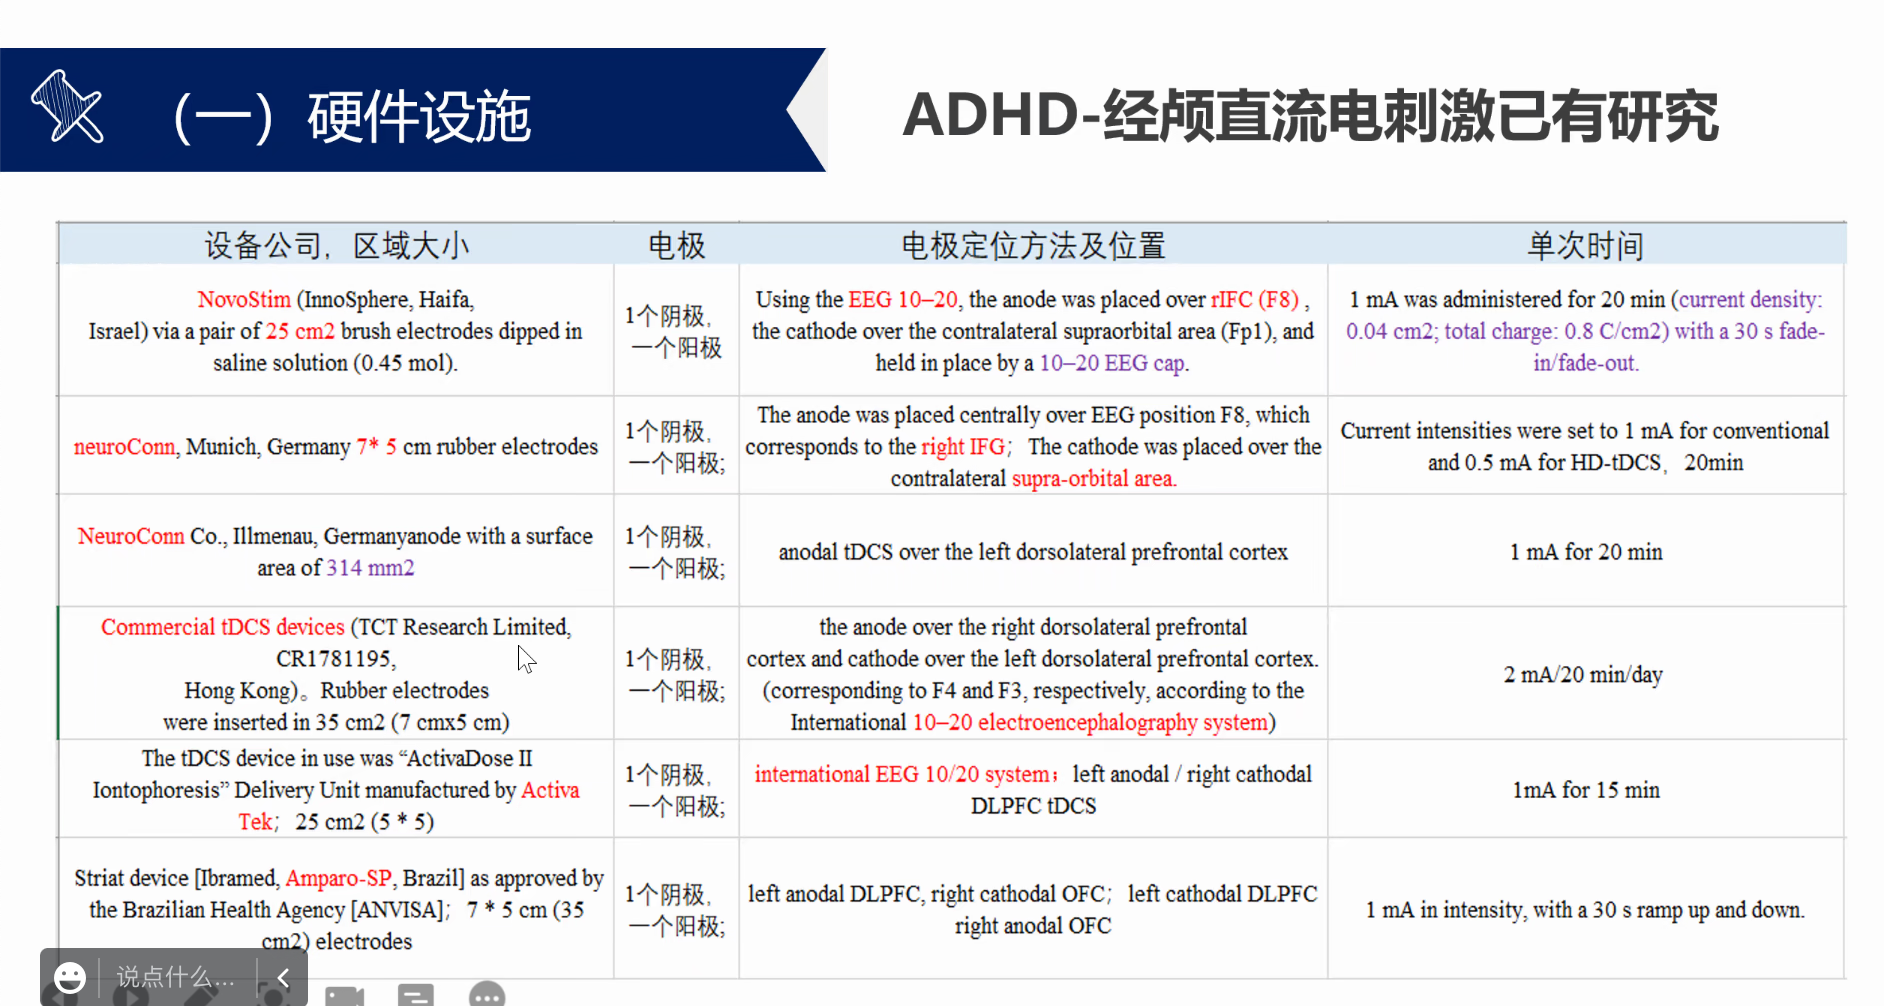 （一）硬件设施
ADHD-经颅直流电刺激已有研究
设备公司，区域大小
电极
电极定位方法及位置
单次时间
NovoStim (InnoSphere, Haifa,
Israel) via a pair of 25 cm2 brush electrodes dipped in
saline solution (0.45 mol).
1个阴极，
一个阳极
Using the EEG 10–20, the anode was placed over rIFC (F8) ,
the cathode over the contralateral supraorbital area (Fp1), and
held in place by a 10–20 EEG cap.
1 mA was administered for 20 min (current density:
0.04 cm2; total charge: 0.8 C/cm2) with a 30 s fade-
in/fade-out.
neuroConn, Munich, Germany 7* 5 cm rubber electrodes
1个阴极，
一个阳极;
The anode was placed centrally over EEG position F8, which
corresponds to the right IFG；The cathode was placed over the
contralateral supra-orbital area.
Current intensities were set to 1 mA for conventional
and 0.5 mA for HD-tDCS，20min
NeuroConn Co., Illmenau, Germanyanode with a surface
area of 314 mm2
1个阴极，
一个阳极;
anodal tDCS over the left dorsolateral prefrontal cortex
1 mA for 20 min
Commercial tDCS devices (TCT Research Limited,
CR1781195,
Hong Kong)。Rubber electrodes
were inserted in 35 cm2 (7 cmx5 cm)
1个阴极，
一个阳极;
the anode over the right dorsolateral prefrontal
cortex and cathode over the left dorsolateral prefrontal cortex.
(corresponding to F4 and F3, respectively, according to the
International 10–20 electroencephalography system)
2 mA/20 min/day
The tDCS device in use was “ActivaDose II
Iontophoresis” Delivery Unit manufactured by Activa
Tek；25 cm2 (5 * 5)
1个阴极，
一个阳极;
international EEG 10/20 system；left anodal / right cathodal
DLPFC tDCS
1mA for 15 min
Striat device [Ibramed, Amparo-SP, Brazil] as approved by
the Brazilian Health Agency [ANVISA]；7 * 5 cm (35
cm2) electrodes
1个阴极，
一个阳极;
left anodal DLPFC, right cathodal OFC；left cathodal DLPFC
right anodal OFC
1 mA in intensity, with a 30 s ramp up and down.
说点什么...